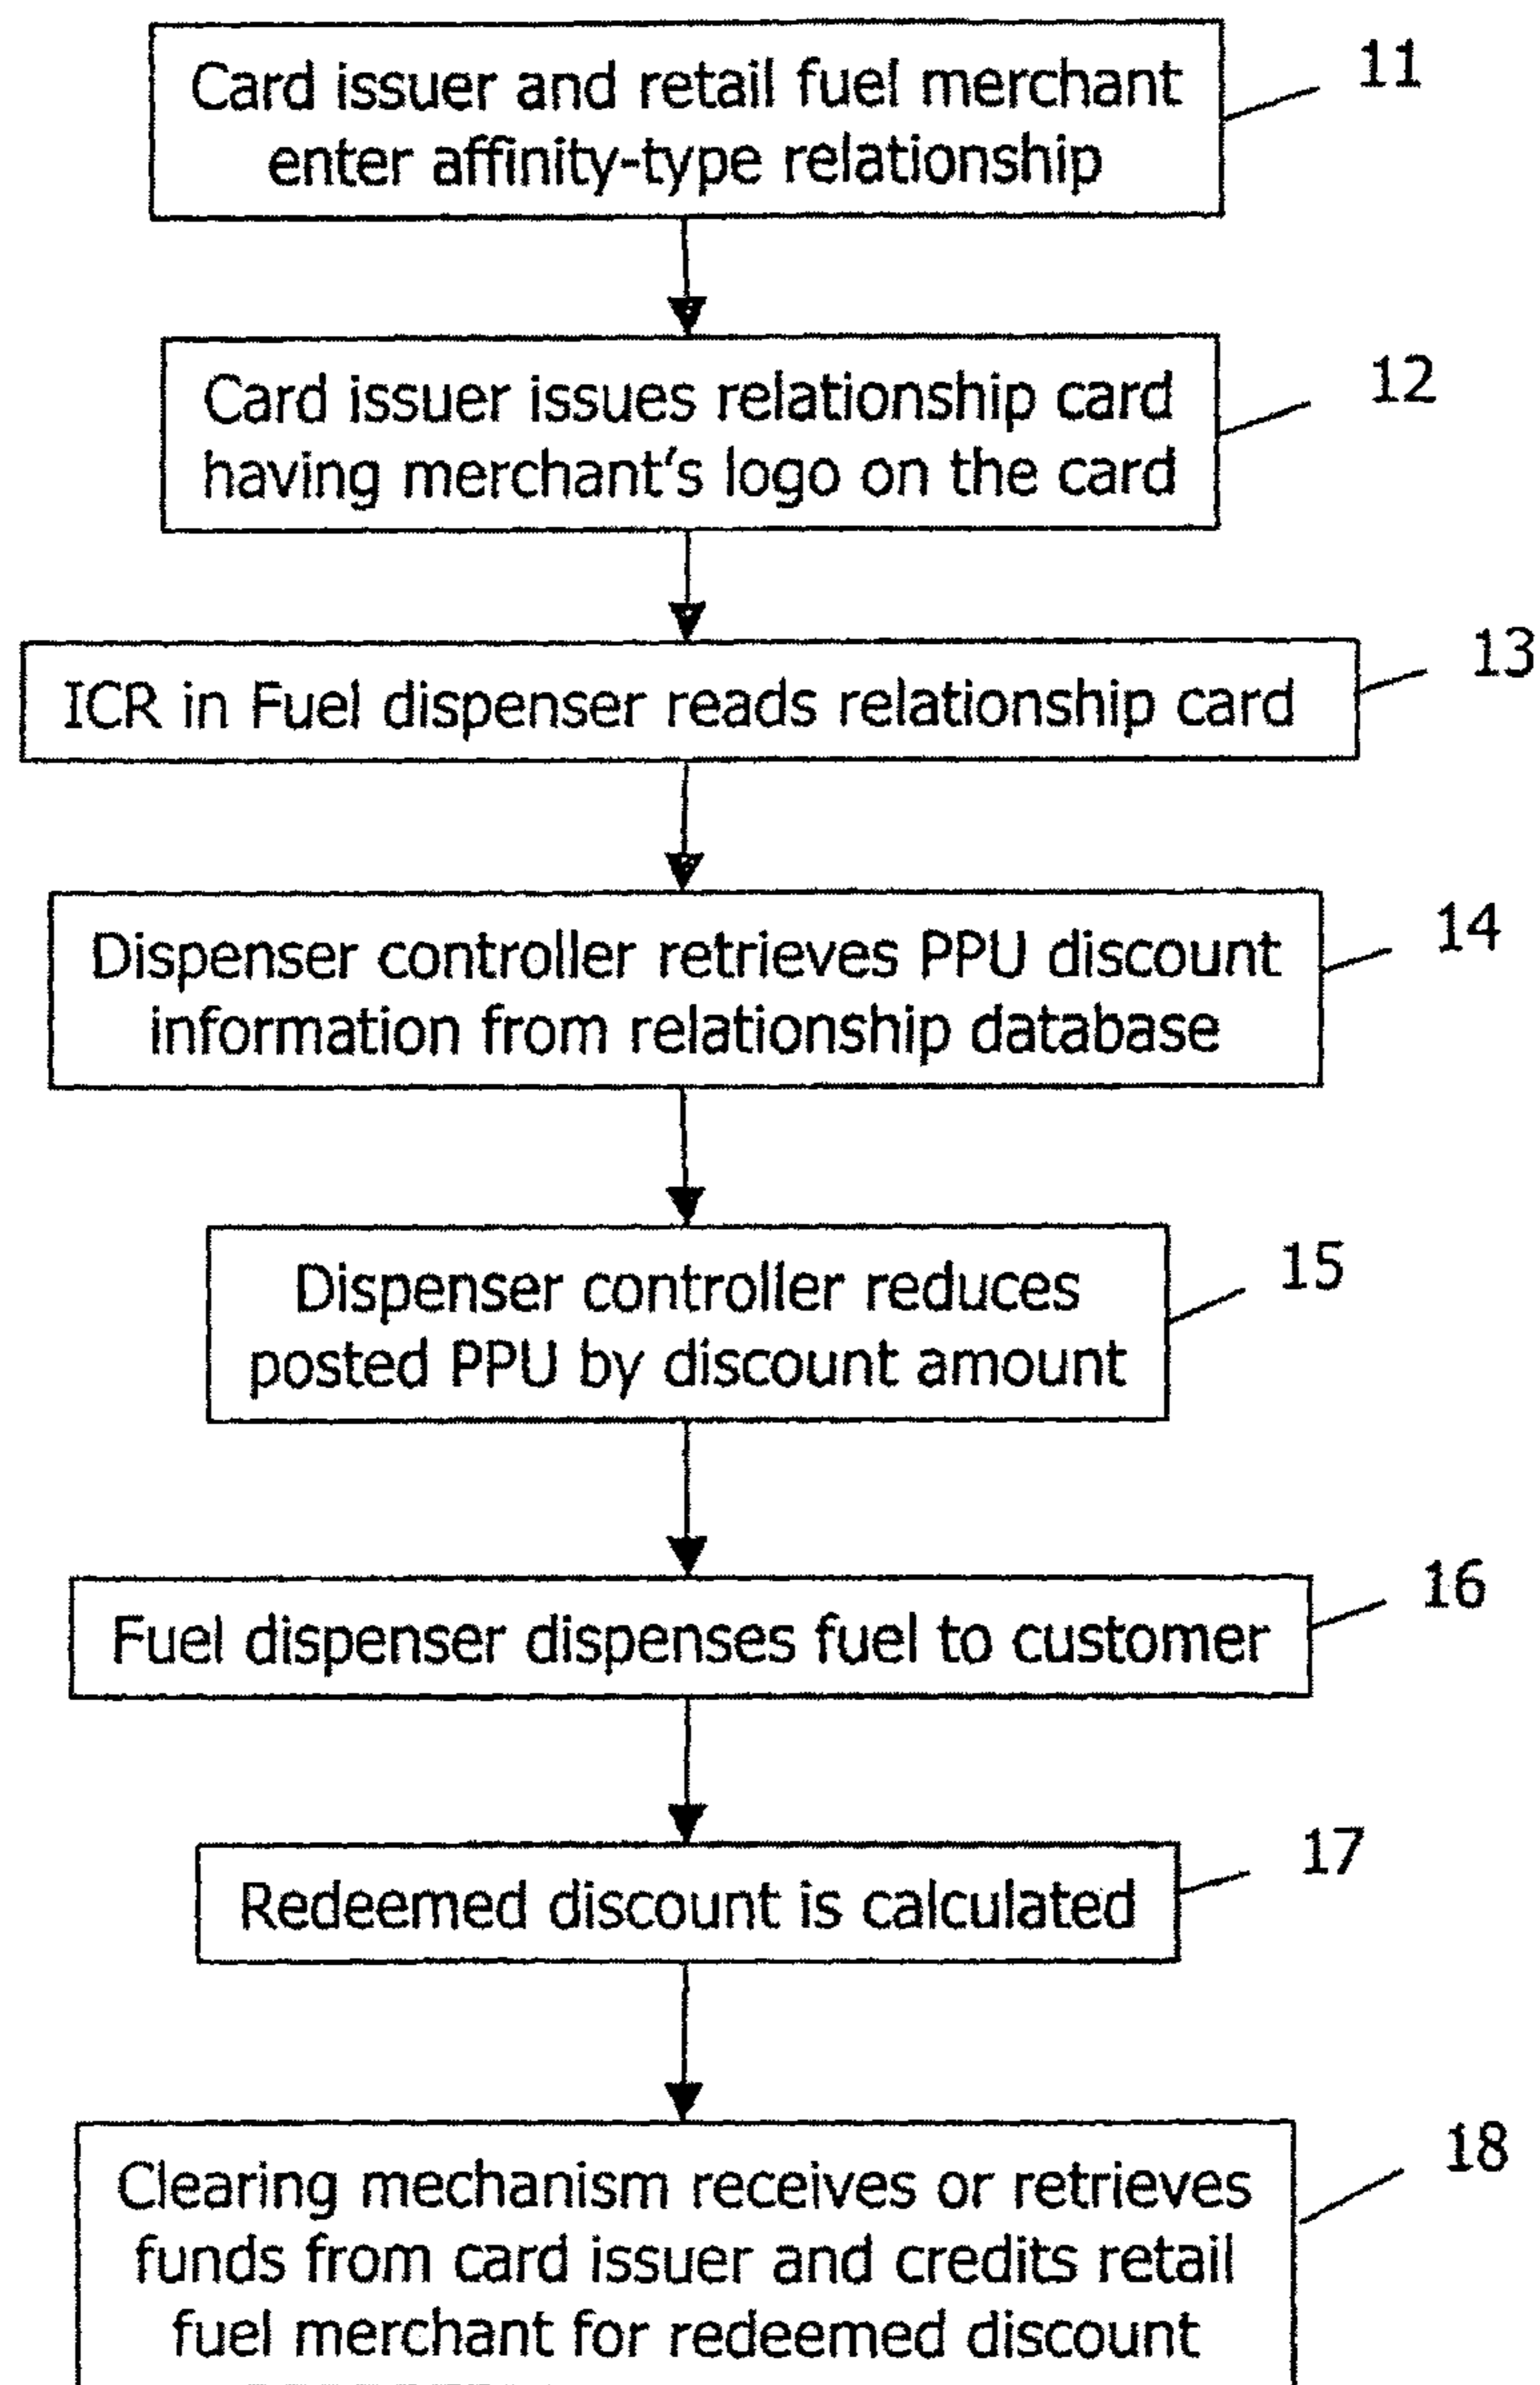 Card issuer and retail fuel merchant
enter affinity-type relationship
11
Card issuer issues relationship card
having merchant's logo on the card
12
ICR in Fuel dispenser reads relationship card
13
Dispenser controller retrieves PPU discount
information from relationship database
14
Dispenser controller reduces
posted PPU by discount amount
15
Fuel dispenser dispenses fuel to customer
16
Redeemed discount is calculated
17
Clearing mechanism receives or retrieves
funds from card issuer and credits retail
fuel merchant for redeemed discount
18